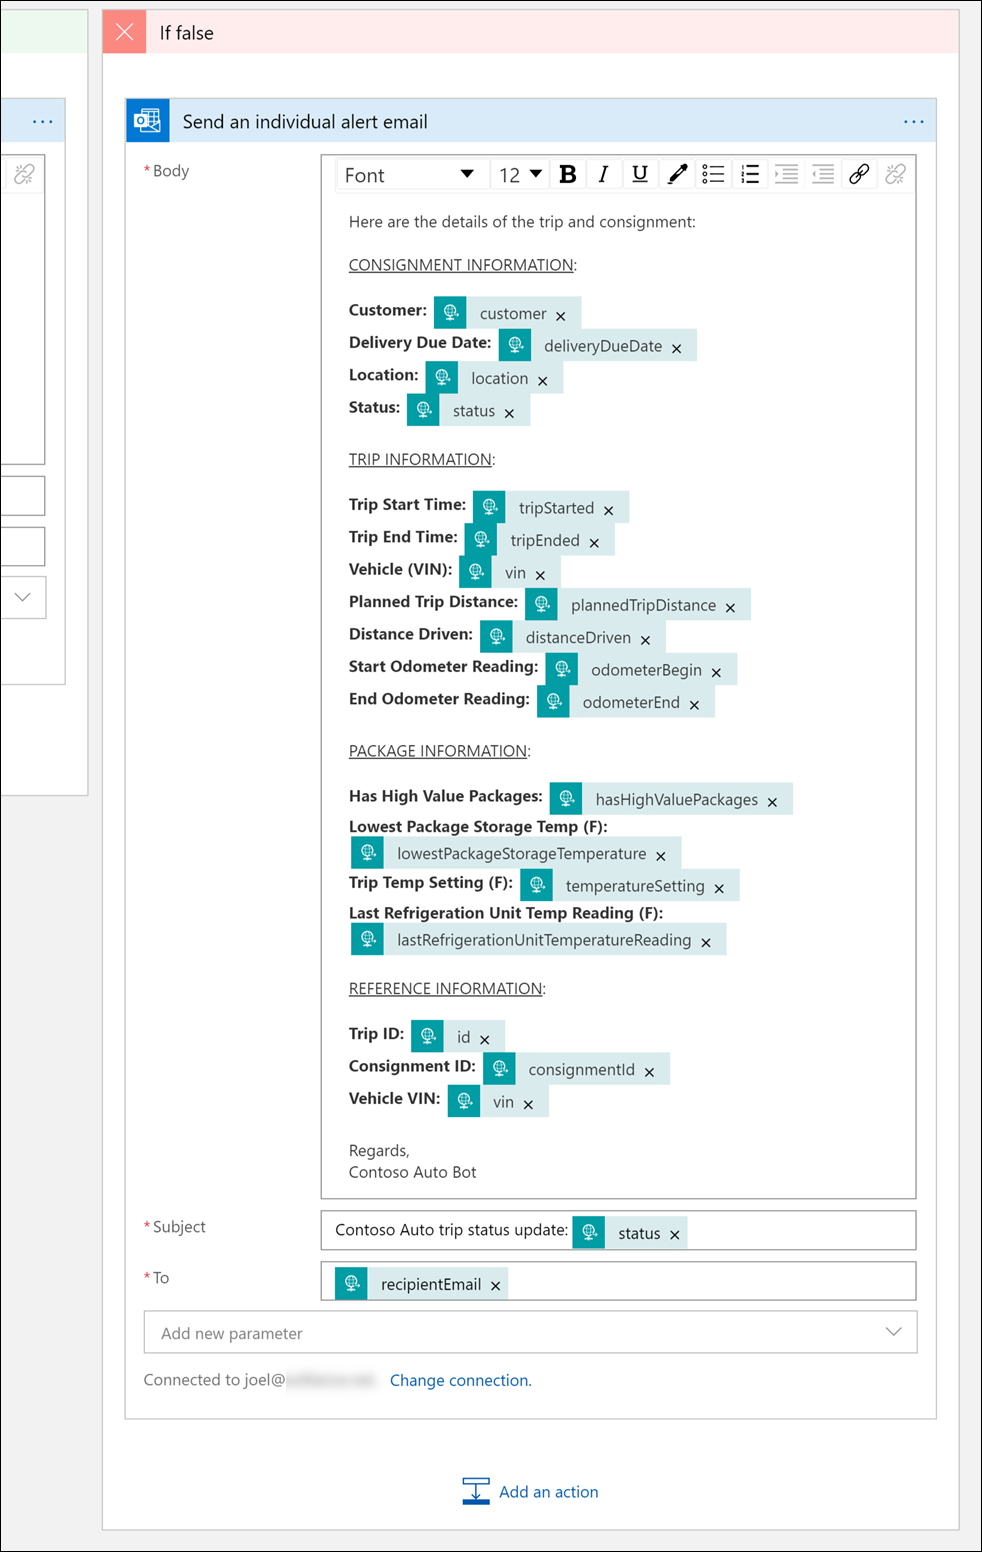 If false
Send an individual alert email
* Body
Font 12 B I U
Here are the details of the trip and consignment:
CONSIGNMENT INFORMATION:
Customer: customer ×
Delivery Due Date: deliveryDueDate ×
Location: location ×
Status: status ×
TRIP INFORMATION:
Trip Start Time: tripStarted ×
Trip End Time: tripEnded ×
Vehicle (VIN): vin ×
Planned Trip Distance: plannedTripDistance ×
Distance Driven: distanceDriven ×
Start Odometer Reading: odometerBegin ×
End Odometer Reading: odometerEnd ×
PACKAGE INFORMATION:
Has High Value Packages: hasHighValuePackages ×
Lowest Package Storage Temp (F):
lowestPackageStorageTemperature ×
Trip Temp Setting (F): temperatureSetting ×
Last Refrigeration Unit Temp Reading (F):
lastRefrigerationUnitTemperatureReading ×
REFERENCE INFORMATION:
Trip ID: id ×
Consignment ID: consignmentId ×
Vehicle VIN: vin ×
Regards,
Contoso Auto Bot
* Subject
Contoso Auto trip status update: status ×
* To
recipientEmail ×
Add new parameter
Connected to joel@ Change connection.
Add an action